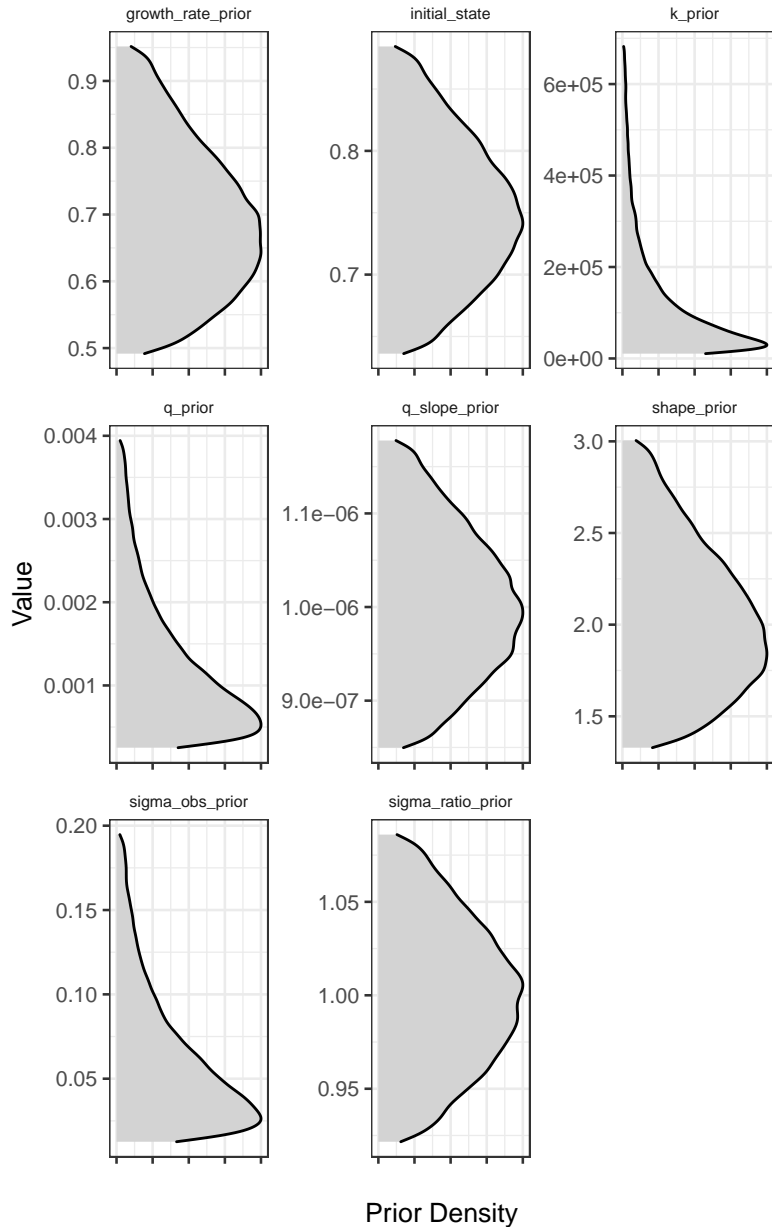 growth_rate_prior
initial_state
k_prior
0.9
0.8
0.7
0.6
0.5
0.8
0.7
6e+05
4e+05
2e+05
0e+00
q_prior
q_slope_prior
shape_prior
0.004
0.003
0.002
0.001
1.1e−06
1.0e−06
9.0e−07
3.0
2.5
2.0
1.5
Value
sigma_obs_prior
sigma_ratio_prior
0.20
0.15
0.10
0.05
1.05
1.00
0.95
Prior Density